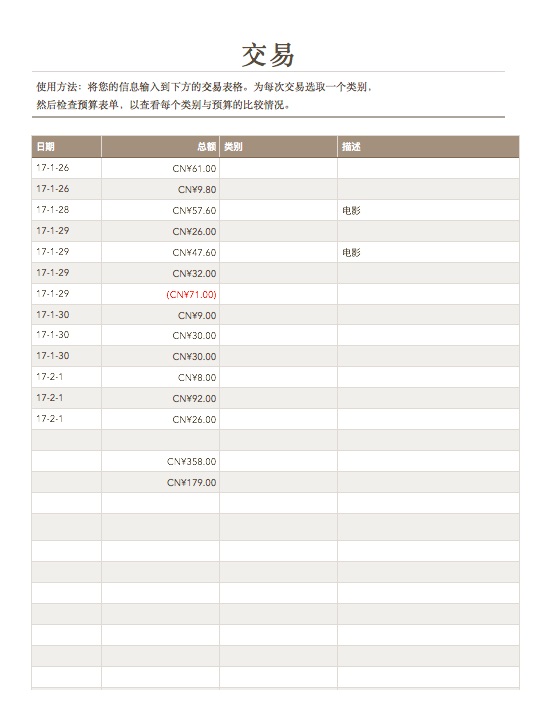 交易
使用方法：将您的信息输入到下方的交易表格。为每次交易选取一个类别，
然后检查预算表单，以查看每个类别与预算的比较情况。
日期 总额 类别 描述
17-1-26 CN¥61.00
17-1-26 CN¥9.80
17-1-28 CN¥57.60 电影
17-1-29 CN¥26.00
17-1-29 CN¥47.60 电影
17-1-29 CN¥32.00
17-1-29 (CN¥71.00)
17-1-30 CN¥9.00
17-1-30 CN¥30.00
17-1-30 CN¥30.00
17-2-1 CN¥8.00
17-2-1 CN¥92.00
17-2-1 CN¥26.00
CN¥358.00
CN¥179.00